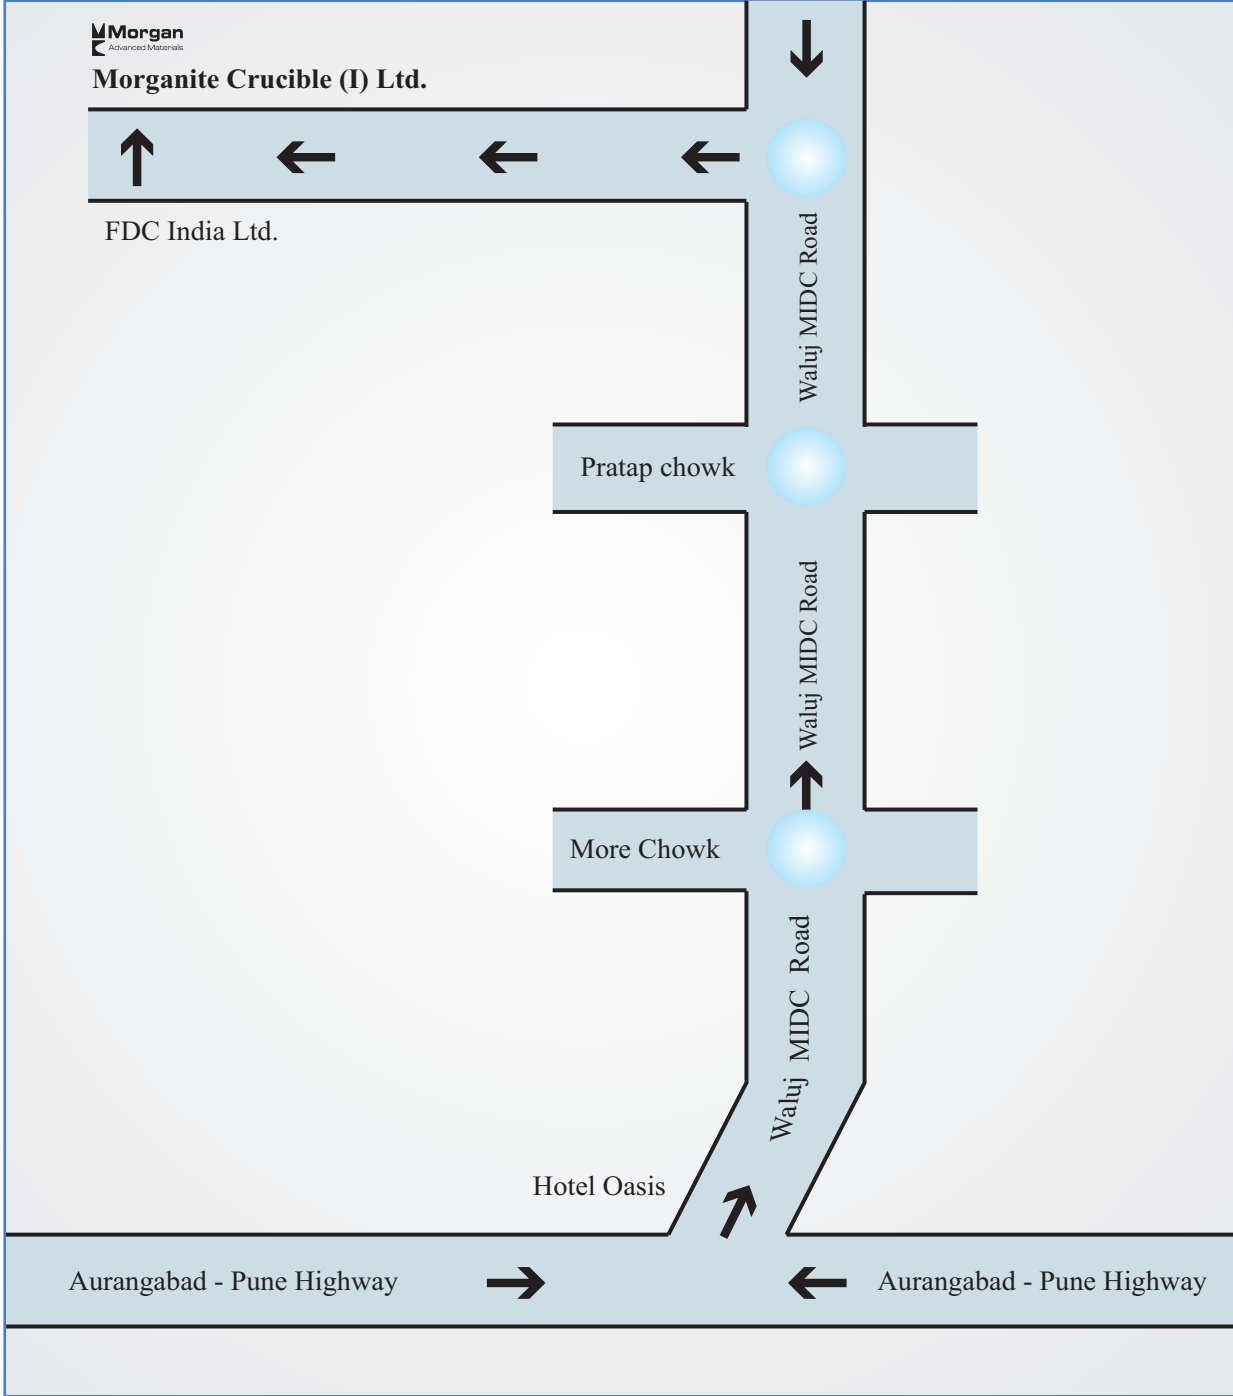 Morgan
Advanced Materials
Morganite Crucible (I) Ltd.
FDC India Ltd.
Waluj MIDC Road
Pratap chowk
Waluj MIDC Road
More Chowk
Waluj MIDC Road
Hotel Oasis
Aurangabad - Pune Highway
Aurangabad - Pune Highway